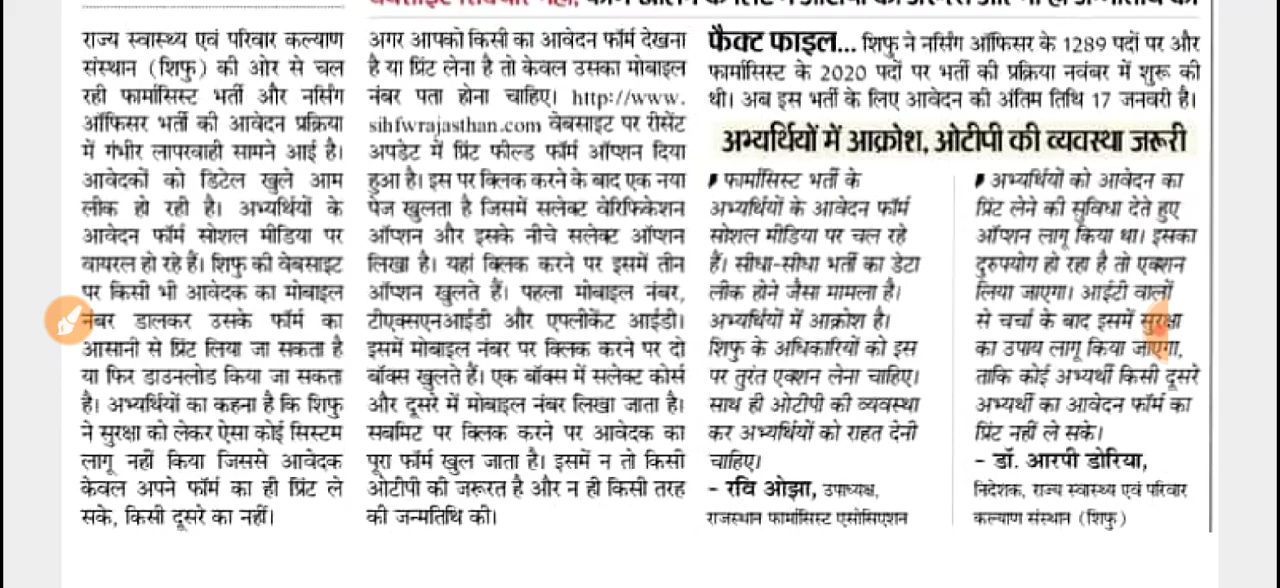 राज्य स्वास्थ्य एवं परिवार कल्याण
संस्थान (शिफु) की ओर से चल
रही फार्मासिस्ट भर्ती और नर्सिंग
ऑफिसर भर्ती की आवेदन प्रक्रिया
में गंभीर लापरवाही सामने आई है।
आवेदकों को डिटेल खुले आम
लीक हो रही है। अभ्यर्थियों के
आवेदन फॉर्म सोशल मीडिया पर
वायरल हो रहे हैं। शिफु की वेबसाइट
पर किसी भी आवेदक का मोबाइल
नंबर डालकर उसके फॉर्म का
आसानी से प्रिंट लिया जा सकता है
या फिर डाउनलोड किया जा सकता
है। अभ्यर्थियों का कहना है कि शिफु
ने सुरक्षा को लेकर ऐसा कोई सिस्टम
लागू नहीं किया जिससे आवेदक
केवल अपने फॉर्म का ही प्रिंट ले
सके, किसी दूसरे का नहीं।
अगर आपको किसी का आवेदन फॉर्म देखना
है या प्रिंट लेना है तो केवल उसका मोबाइल
नंबर पता होना चाहिए। http://www.
sihfwrajasthan.com वेबसाइट पर रीसेंट
अपडेट में प्रिंट फील्ड फॉर्म ऑप्शन दिया
हुआ है। इस पर क्लिक करने के बाद एक नया
पेज खुलता है जिसमें सलेक्ट वेरिफिकेशन
ऑप्शन और इसके नीचे सलेक्ट ऑप्शन
लिखा है। यहां क्लिक करने पर इसमें तीन
ऑप्शन खुलते हैं। पहला मोबाइल नंबर,
टीएक्सएनआईडी और एप्लीकेंट आईडी।
इसमें मोबाइल नंबर पर क्लिक करने पर दो
बॉक्स खुलते हैं। एक बॉक्स में सलेक्ट कोर्स
और दूसरे में मोबाइल नंबर लिखा जाता है।
सबमिट पर क्लिक करने पर आवेदक का
पूरा फॉर्म खुल जाता है। इसमें न तो किसी
ओटीपी की जरूरत है और न ही किसी तरह
की जन्मतिथि की।
फैक्ट फाइल... शिफु ने नर्सिंग ऑफिसर के 1289 पदों पर और
फार्मासिस्ट के 2020 पदों पर भर्ती की प्रक्रिया नवंबर में शुरू की
थी। अब इस भर्ती के लिए आवेदन की अंतिम तिथि 17 जनवरी है।
अभ्यर्थियों में आक्रोश, ओटीपी की व्यवस्था जरूरी
फार्मासिस्ट भर्ती के
अभ्यर्थियों के आवेदन फॉर्म
सोशल मीडिया पर चल रहे
हैं। सीधा-सीधा भर्ती का डेटा
लीक होने जैसा मामला है।
अभ्यर्थियों में आक्रोश है।
शिफु के अधिकारियों को इस
पर तुरंत एक्शन लेना चाहिए।
साथ ही ओटीपी की व्यवस्था
कर अभ्यर्थियों को राहत देनी
चाहिए।
- रवि ओझा, उपाध्यक्ष,
राजस्थान फार्मासिस्ट एसोसिएशन
अभ्यर्थियों को आवेदन का
प्रिंट लेने की सुविधा देते हुए
ऑप्शन लागू किया था। इसका
दुरुपयोग हो रहा है तो एक्शन
लिया जाएगा। आईटी वालों
से चर्चा के बाद इसमें सुरक्षा
का उपाय लागू किया जाएगा,
ताकि कोई अभ्यर्थी किसी दूसरे
अभ्यर्थी का आवेदन फॉर्म का
प्रिंट नहीं ले सके।
- डॉ. आरपी डोरिया,
निदेशक, राज्य स्वास्थ्य एवं परिवार
कल्याण संस्थान (शिफु)